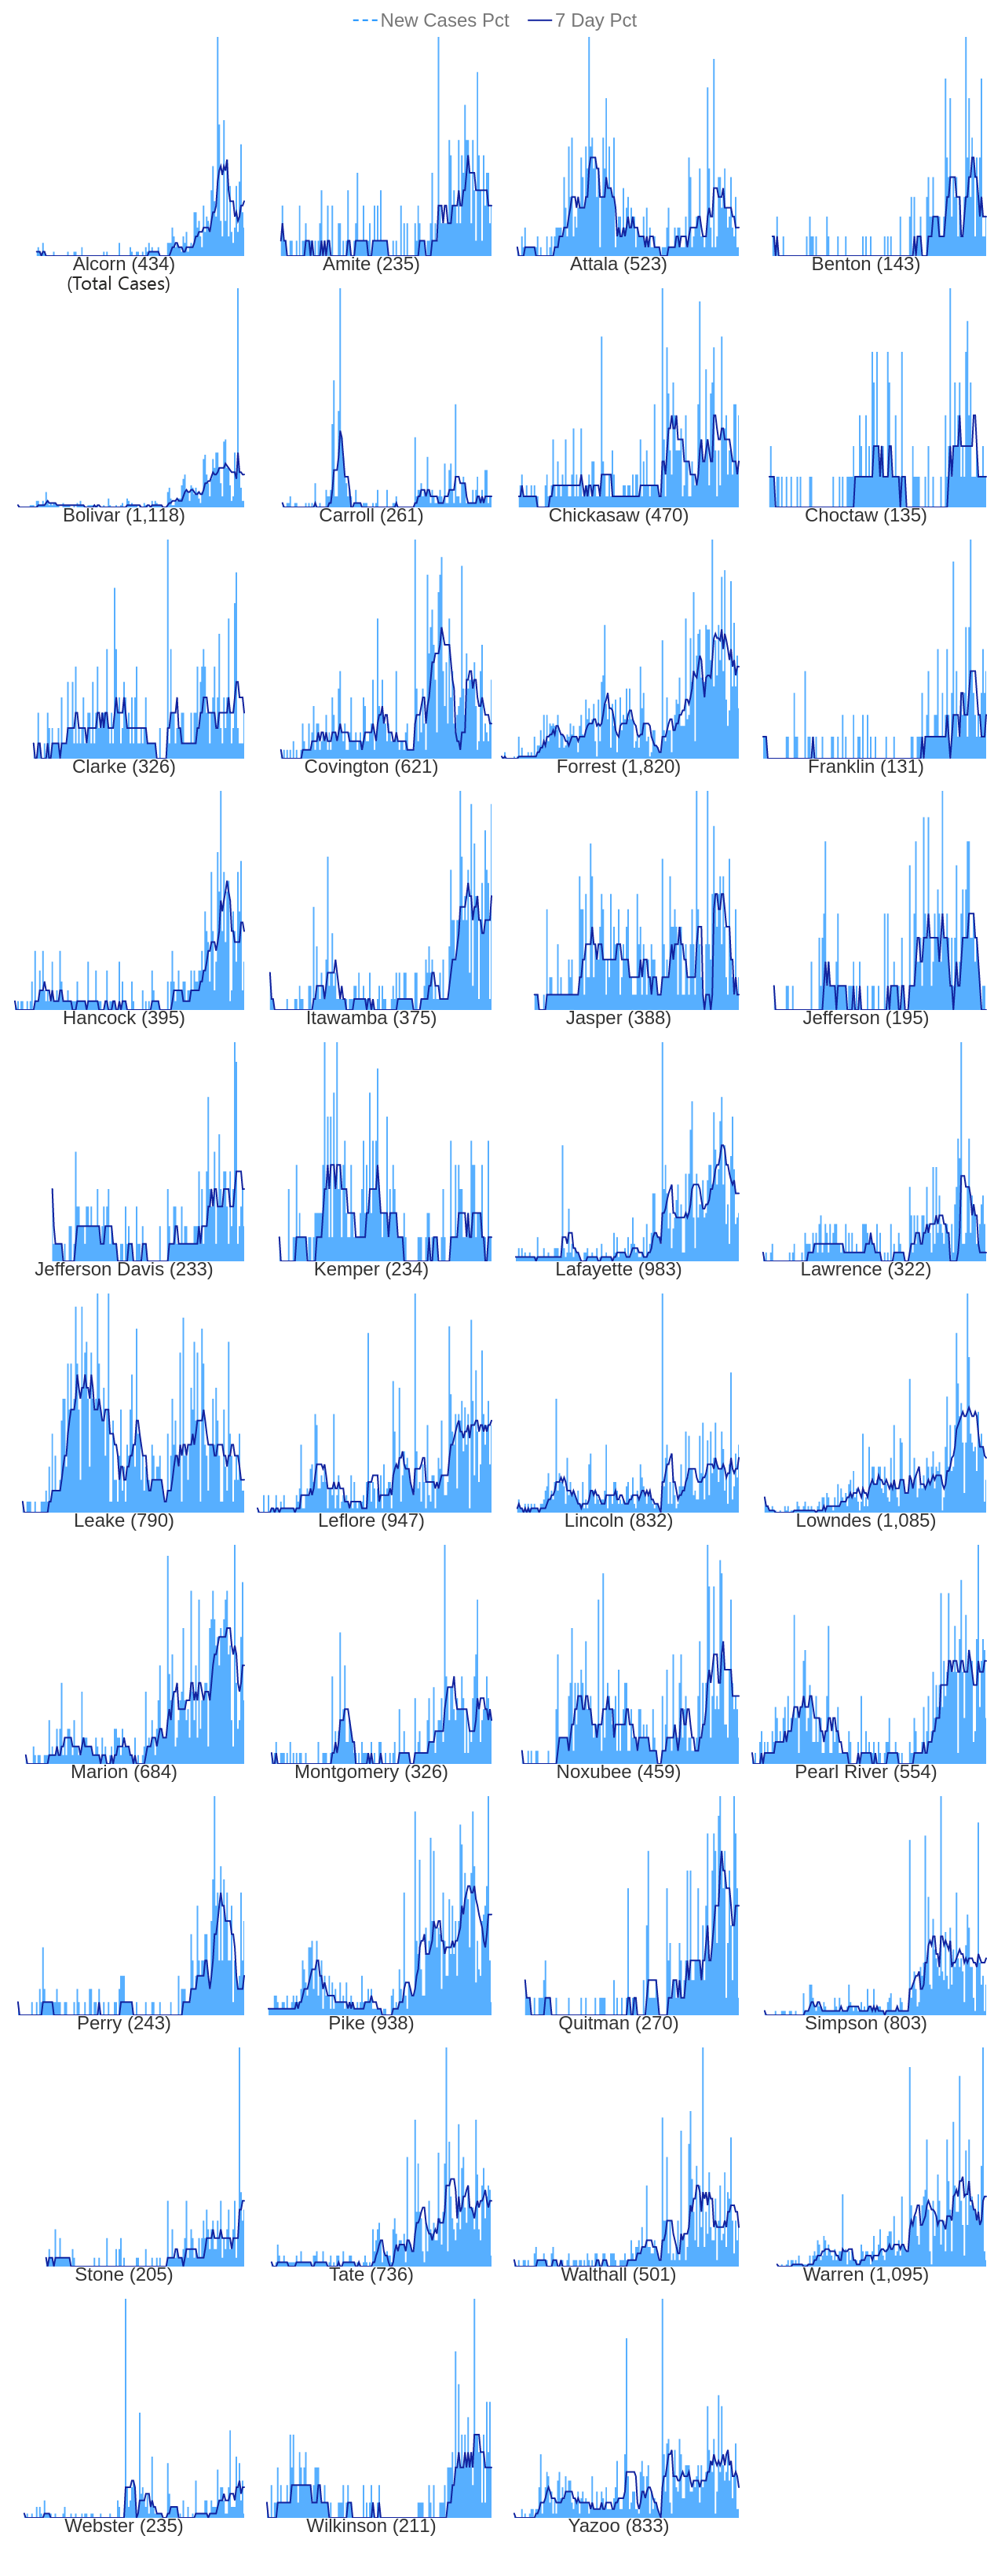 New Cases Pct 7 Day Pct
Alcorn (434) Amite (235) Attala (523) Benton (143)
(Total Cases)
Bolivar (1,118) Carroll (261) Chickasaw (470) Choctaw (135)
Clarke (326) Covington (621) Forrest (1,820) Franklin (131)
Hancock (395) Itawamba (375) Jasper (388) Jefferson (195)
Jefferson Davis (233) Kemper (234) Lafayette (983) Lawrence (322)
Leake (790) Leflore (947) Lincoln (832) Lowndes (1,085)
Marion (684) Montgomery (326) Noxubee (459) Pearl River (554)
Perry (243) Pike (938) Quitman (270) Simpson (803)
Stone (205) Tate (736) Walthall (501) Warren (1,095)
Webster (235) Wilkinson (211) Yazoo (833)